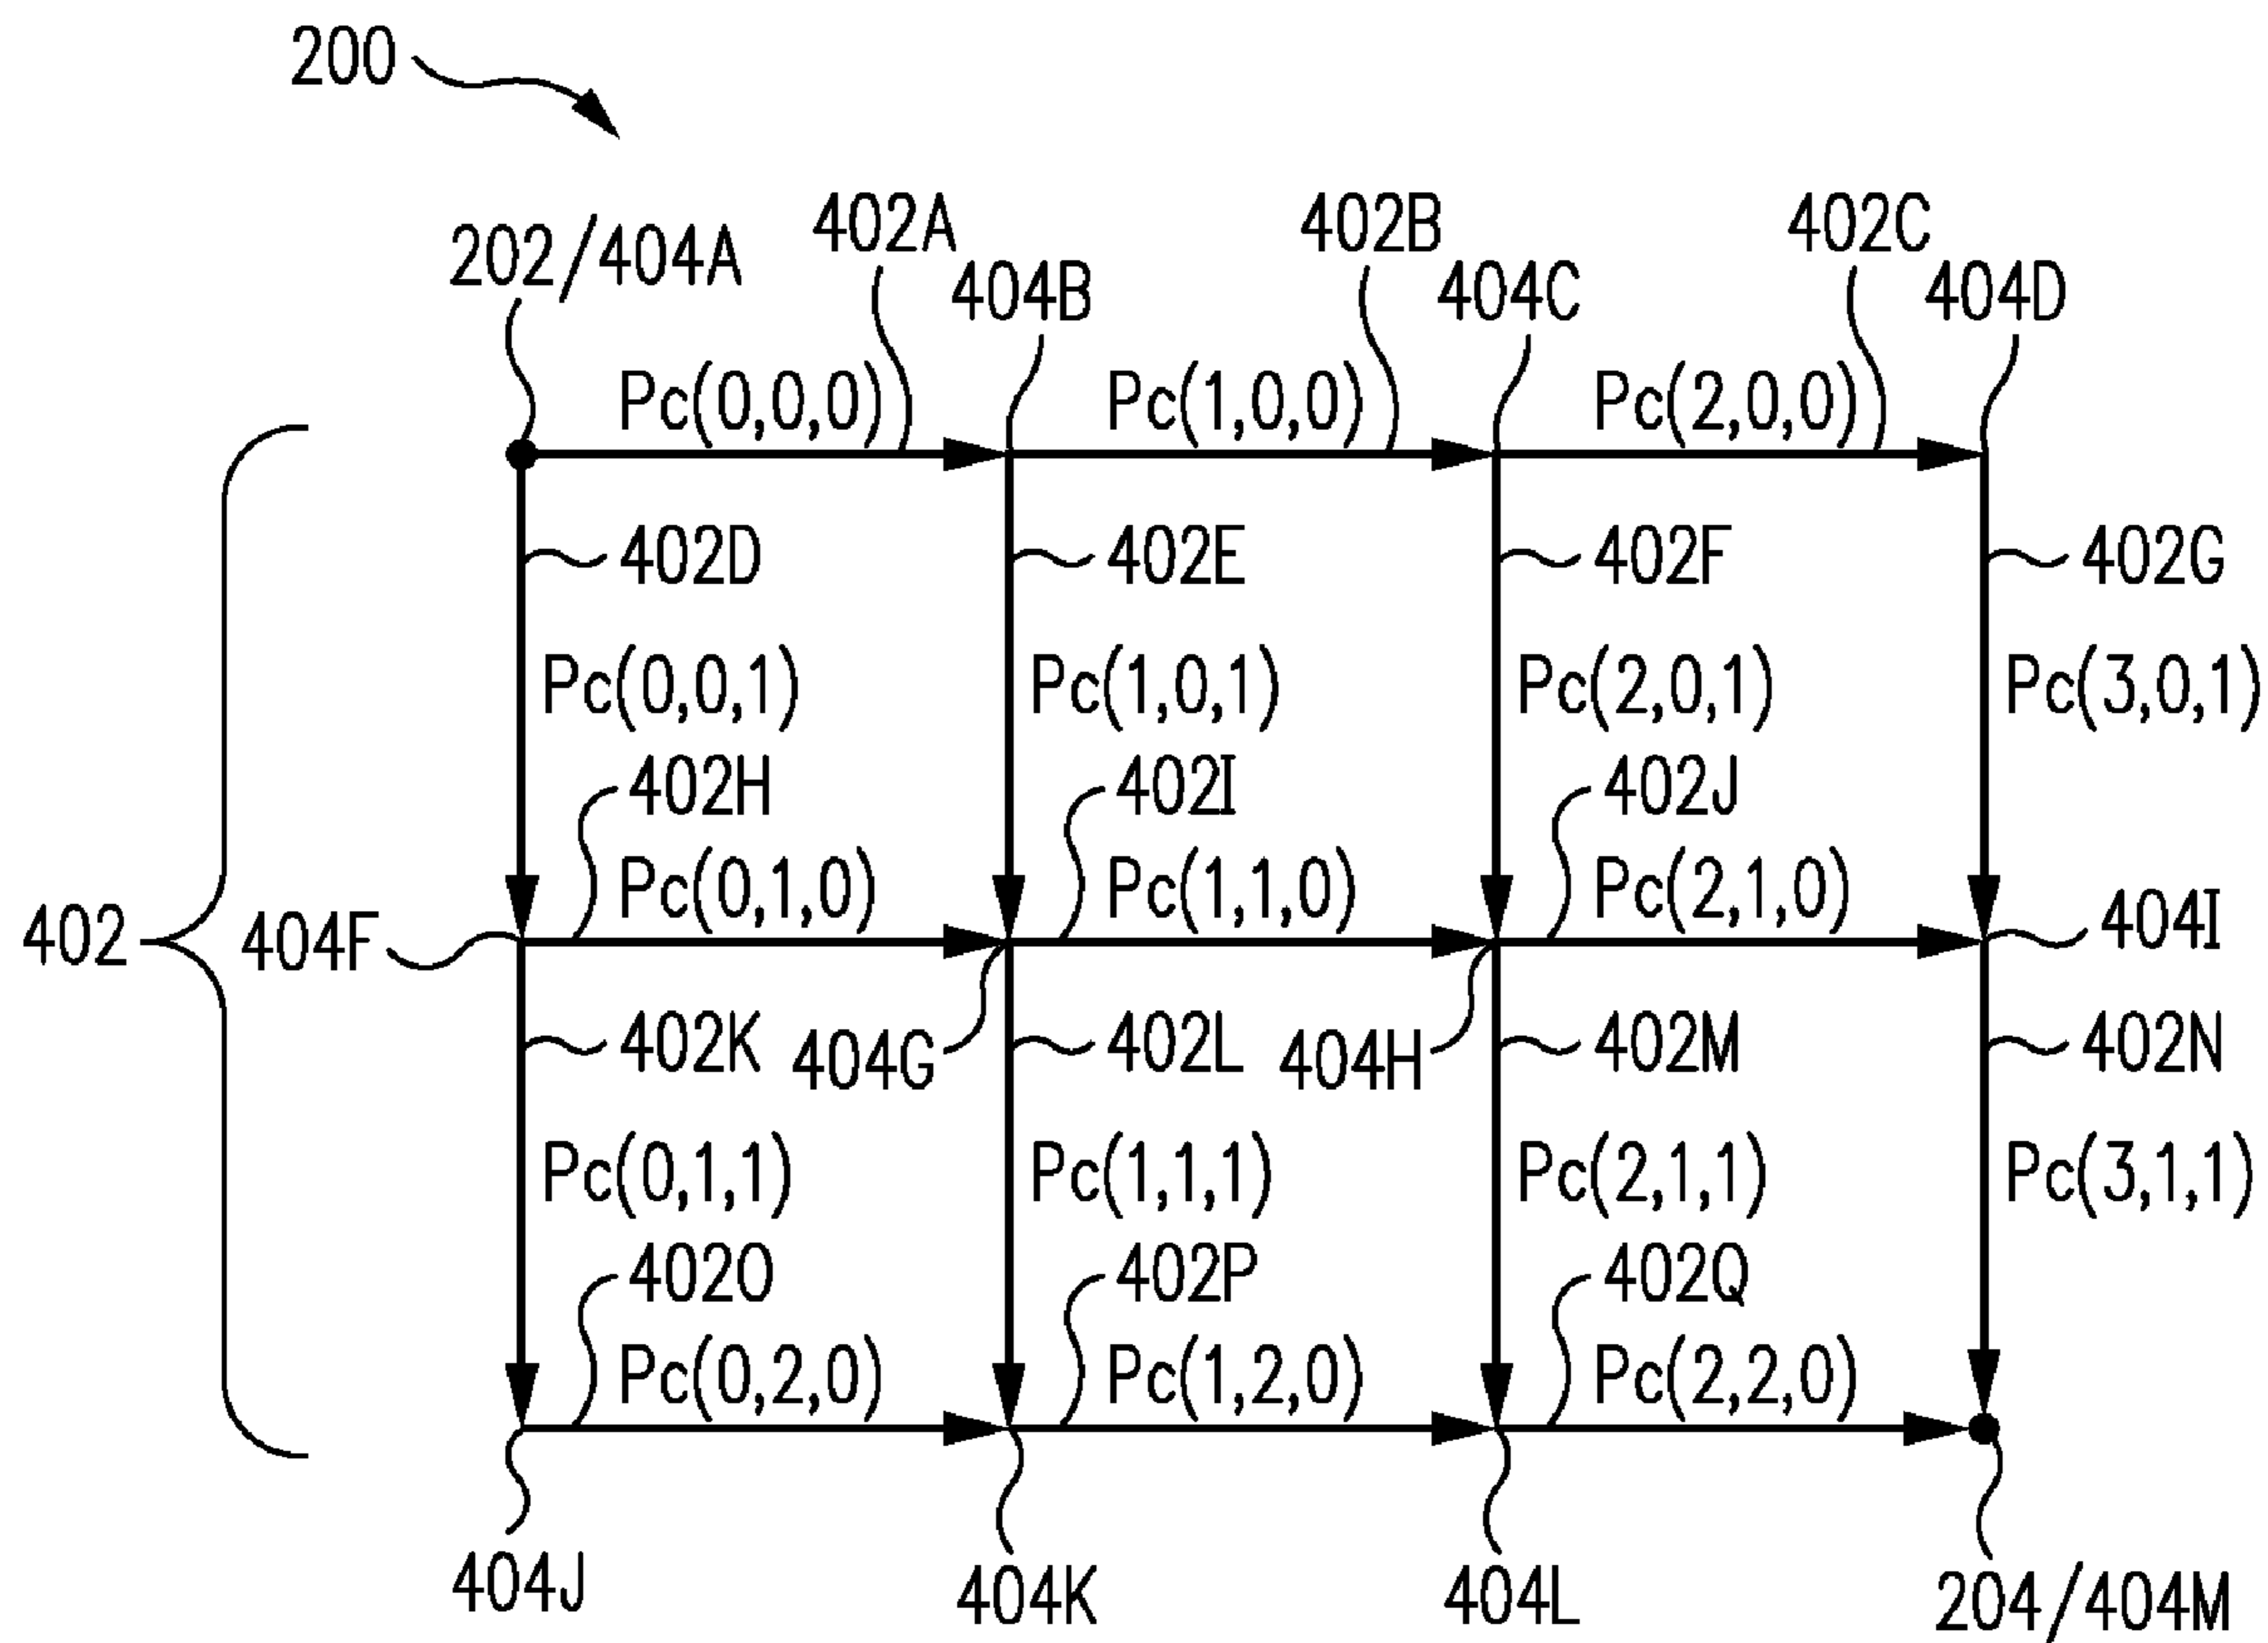 200
202/404A 402A 404B 402B 404C 402C 404D
Pc(0,0,0) Pc(1,0,0) Pc(2,0,0)
402D 402E 402F 402G
Pc(0,0,1) Pc(1,0,1) Pc(2,0,1) Pc(3,0,1)
402H 402I 402J
Pc(0,1,0) Pc(1,1,0) Pc(2,1,0)
402 404F 404I
402K 404G 402L 404H 402M 402N
Pc(0,1,1) Pc(1,1,1) Pc(2,1,1) Pc(3,1,1)
402O 402P 402Q
Pc(0,2,0) Pc(1,2,0) Pc(2,2,0)
404J 404K 404L 204/404M